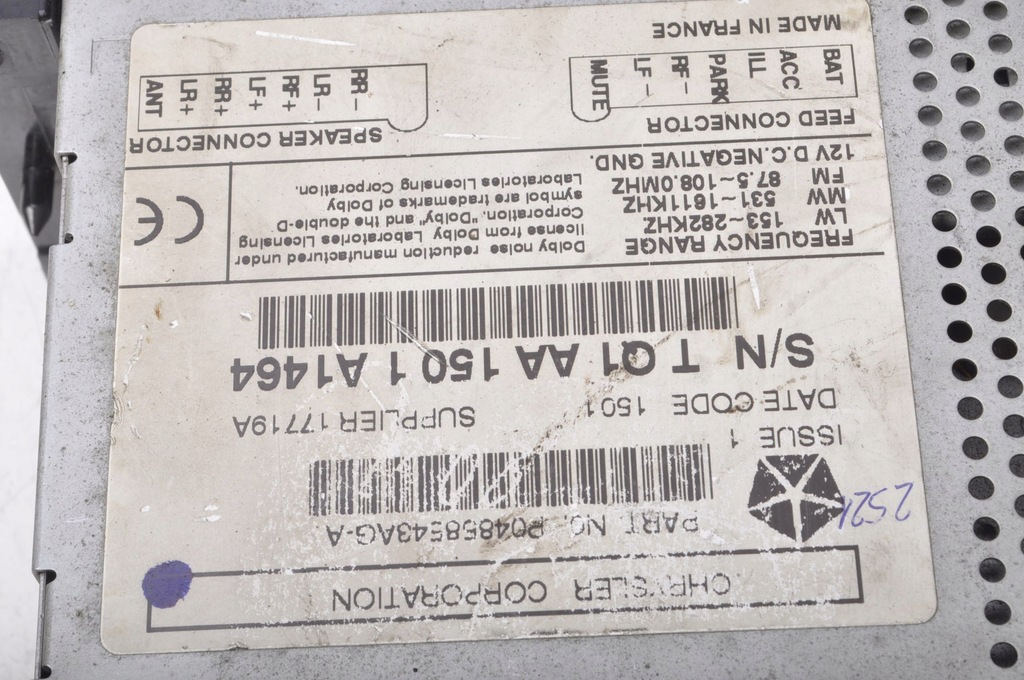 CHRYSLER CORPORATION
PART NO. P04858543AG-A
2521
ISSUE 1
DATE CODE 1501 SUPPLIER 17719A
S/N TQ1 AA 1501 A1464
FREQUENCY RANGE
LW 153~282KHZ
MW 531~1611KHZ
FM 87.5~108.0MHZ
12V D.C. NEGATIVE GND.
Dolby noise reduction manufactured under
license from Dolby Laboratories Licensing
Corporation. "Dolby" and the double-D
symbol are trademarks of Dolby
Laboratories Licensing Corporation.
CE
FEED CONNECTOR
BAT
ACC
ILL
PARK
RF -
LF -
MUTE
MADE IN FRANCE
SPEAKER CONNECTOR
RR -
LR -
RF +
LF +
RR +
LR +
ANT